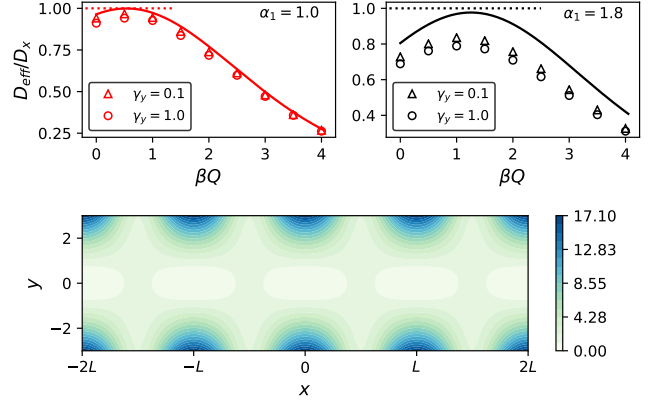 α₁ = 1.0
D_eff/D_x
1.00
0.75
0.50
0.25
γ_y = 0.1
γ_y = 1.0
0 1 2 3 4
βQ
α₁ = 1.8
1.0
0.8
0.6
0.4
γ_y = 0.1
γ_y = 1.0
0 1 2 3 4
βQ
y
2
0
−2
−2L −L 0 L 2L
x
17.10
12.83
8.55
4.28
0.00